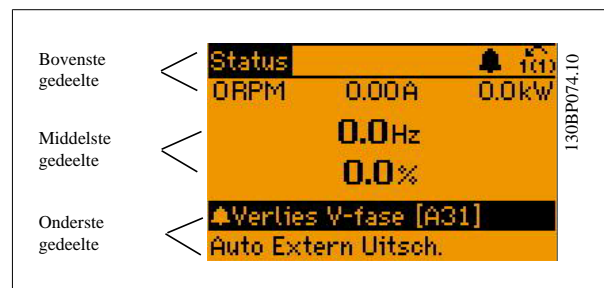 Bovenste
gedeelte
Middelste
gedeelte
Onderste
gedeelte
Status
1(1)
0RPM 0.00A 0.0kW
0.0Hz
0.0%
Verlies V-fase [A31]
Auto Extern Uitsch.
130BP074.10